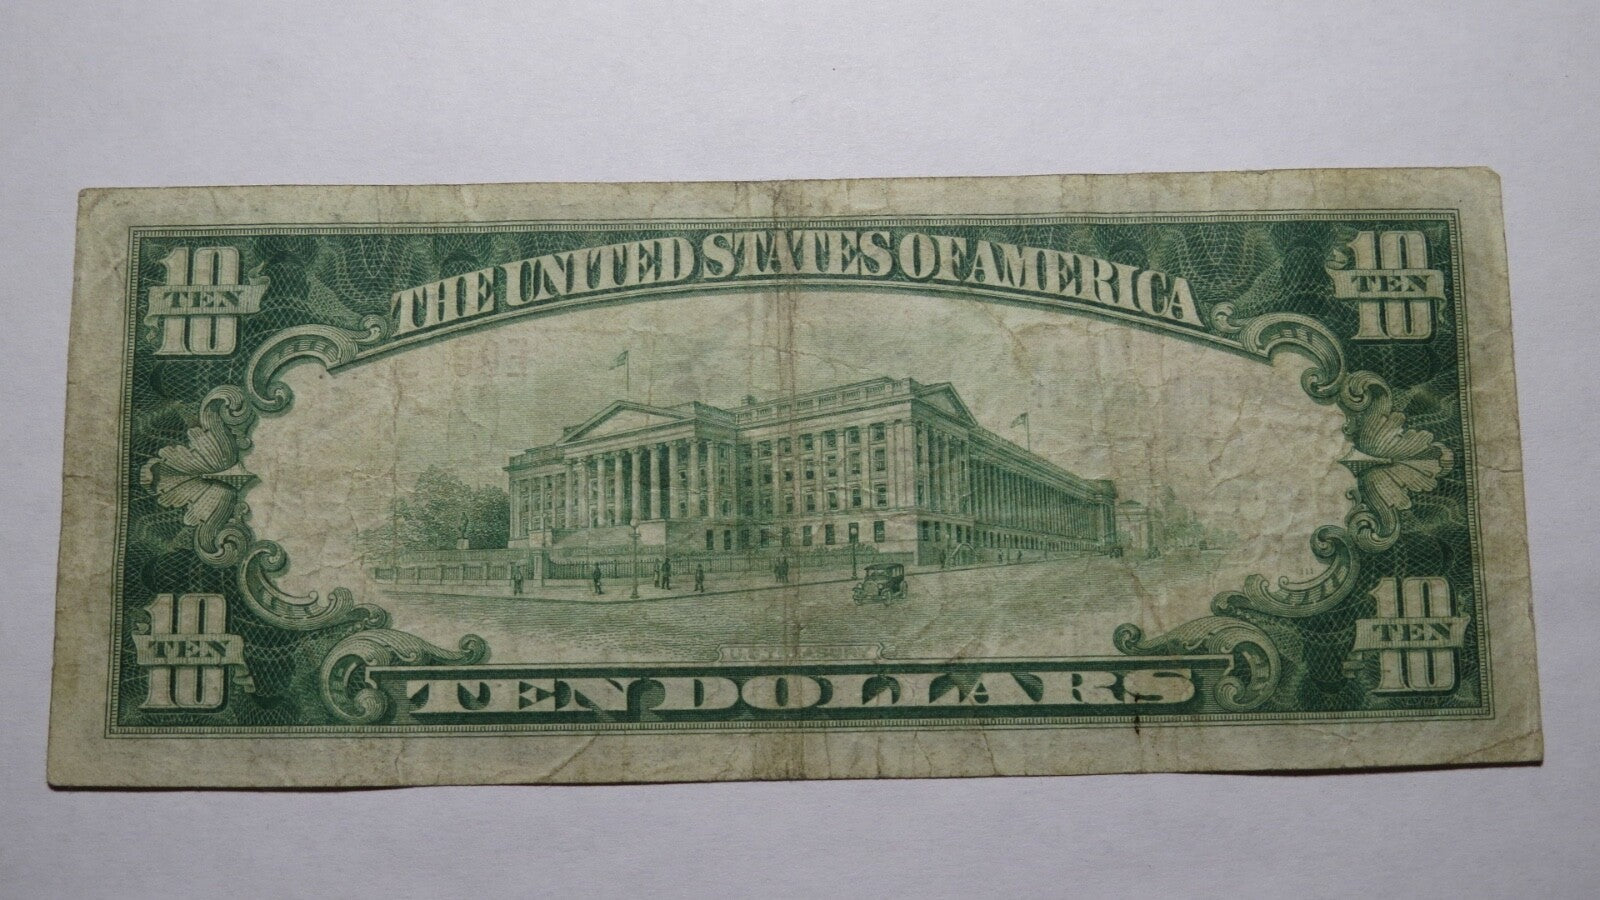 10 TEN 10
THE UNITED STATES OF AMERICA
10 TEN 10
10 TEN 10
U.S. TREASURY
10 TEN 10
TEN DOLLARS